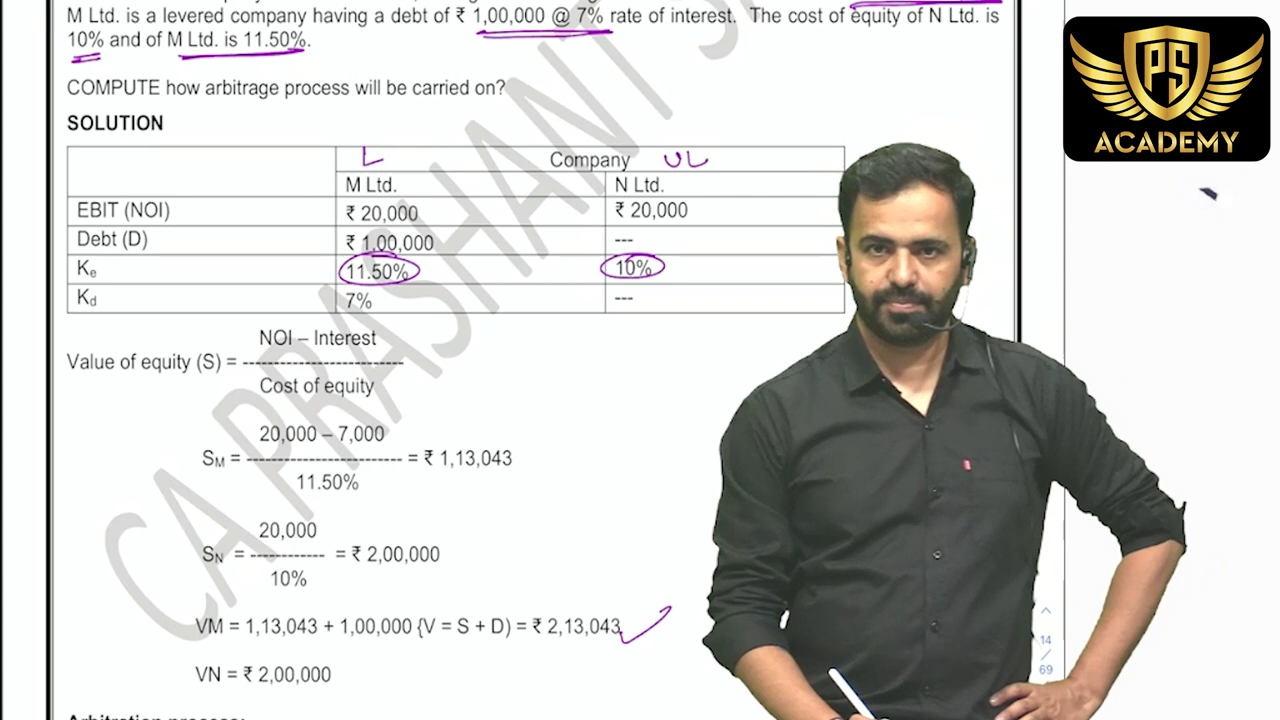 M Ltd. is a levered company having a debt of ₹ 1,00,000 @ 7% rate of interest. The cost of equity of N Ltd. is
10% and of M Ltd. is 11.50%.
COMPUTE how arbitrage process will be carried on?
SOLUTION
L Company UL
M Ltd. N Ltd.
EBIT (NOI) ₹ 20,000 ₹ 20,000
Debt (D) ₹ 1,00,000 ---
Ke 11.50% 10%
Kd 7% ---
NOI – Interest
Value of equity (S) = --------------------------
Cost of equity
20,000 – 7,000
SM = ------------------------- = ₹ 1,13,043
11.50%
20,000
SN = ------------ = ₹ 2,00,000
10%
VM = 1,13,043 + 1,00,000 {V = S + D) = ₹ 2,13,043
VN = ₹ 2,00,000
CA PRASHANT
PS
ACADEMY
14
/
69